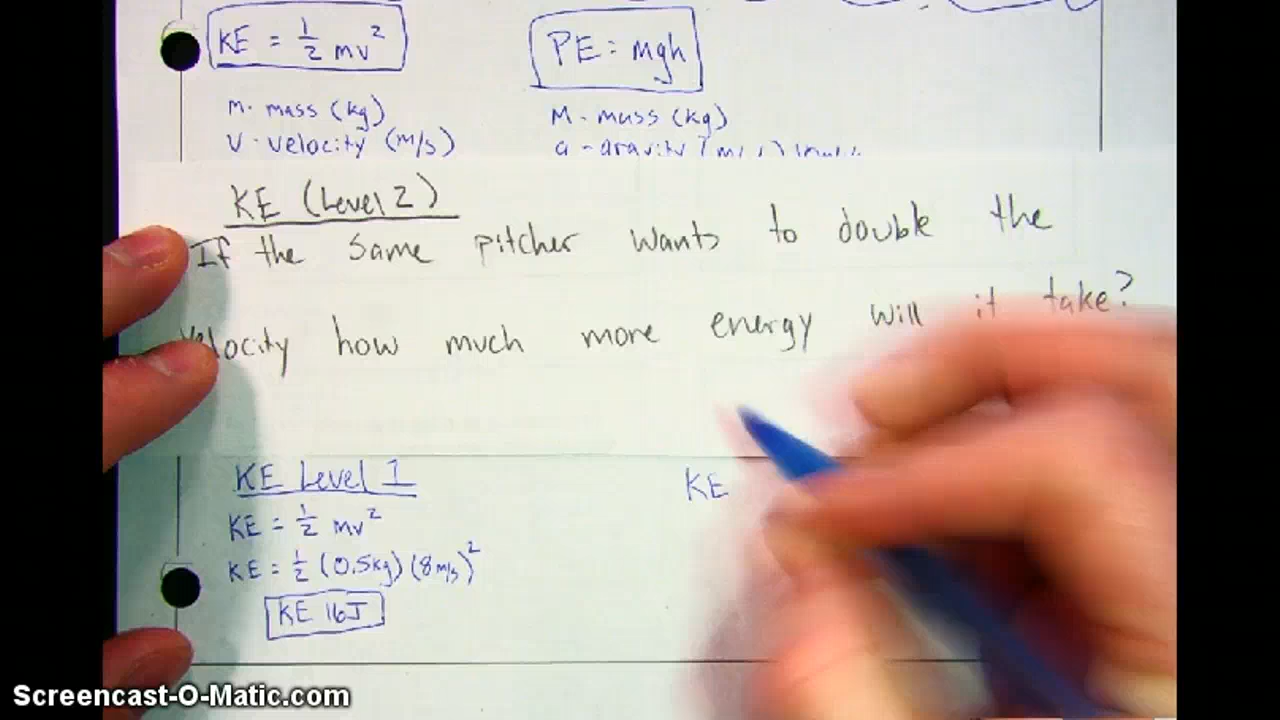 KE = 1/2 mv²
PE = mgh
m - mass (kg)
v - velocity (m/s)
M - mass (kg)
KE (Level 2)
If the same pitcher wants to double the
velocity how much more energy will it take?
KE Level 1
KE = 1/2 mv²
KE = 1/2 (0.5kg)(8m/s)²
KE 16J
KE
Screencast-O-Matic.com